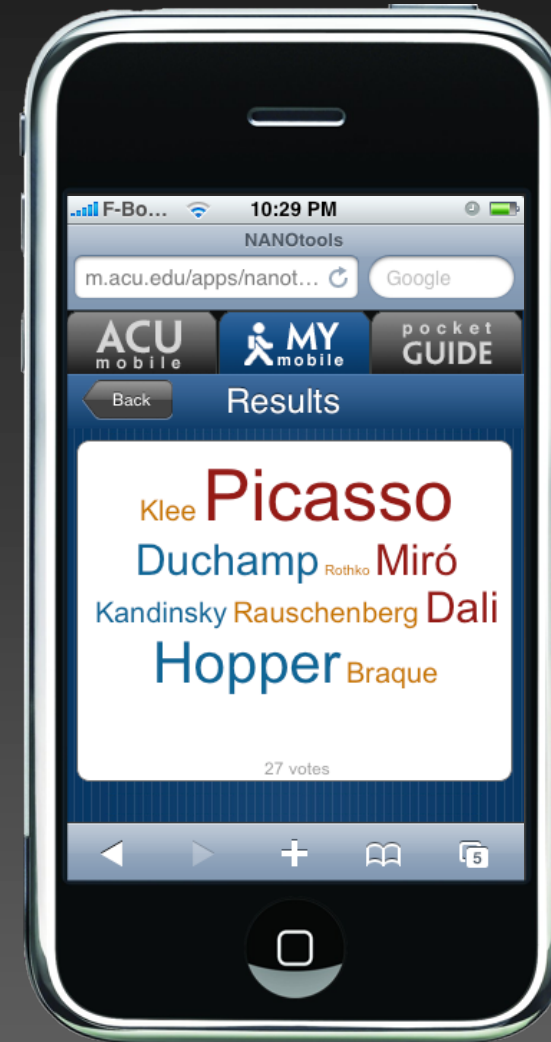 F-Bo... 10:29 PM
NANOtools
m.acu.edu/apps/nanot... Google
ACU mobile MY mobile pocket GUIDE
Back Results
Klee Picasso
Duchamp Rothko Miró
Kandinsky Rauschenberg Dali
Hopper Braque
27 votes
5